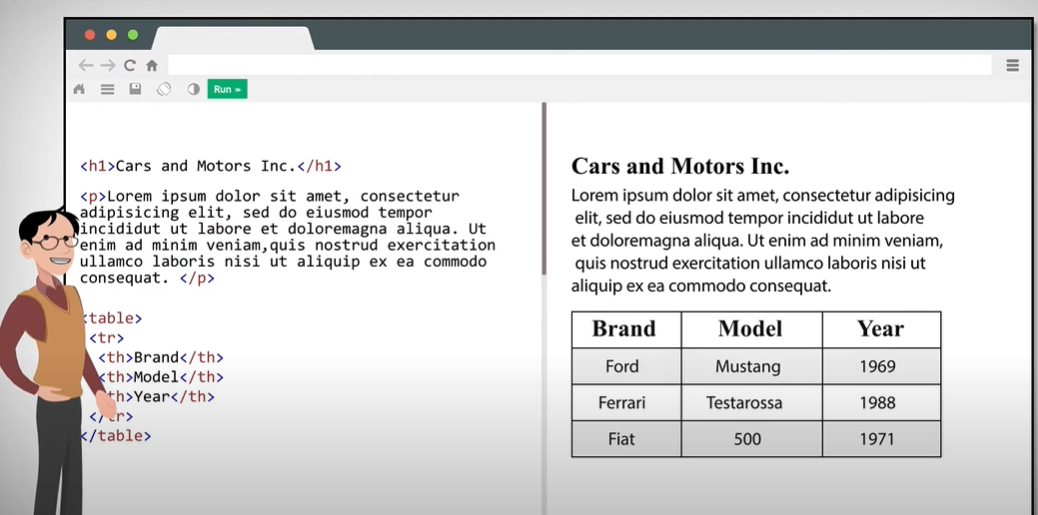 Run »
<h1>Cars and Motors Inc.</h1>
<p>Lorem ipsum dolor sit amet, consectetur
adipisicing elit, sed do eiusmod tempor
incididunt ut labore et doloremagna aliqua. Ut
enim ad minim veniam,quis nostrud exercitation
ullamco laboris nisi ut aliquip ex ea commodo
consequat. </p>
<table>
<tr>
<th>Brand</th>
<th>Model</th>
<th>Year</th>
</tr>
</table>
Cars and Motors Inc.
Lorem ipsum dolor sit amet, consectetur adipisicing
elit, sed do eiusmod tempor incididunt ut labore
et doloremagna aliqua. Ut enim ad minim veniam,
quis nostrud exercitation ullamco laboris nisi ut
aliquip ex ea commodo consequat.
Brand Model Year
Ford Mustang 1969
Ferrari Testarossa 1988
Fiat 500 1971